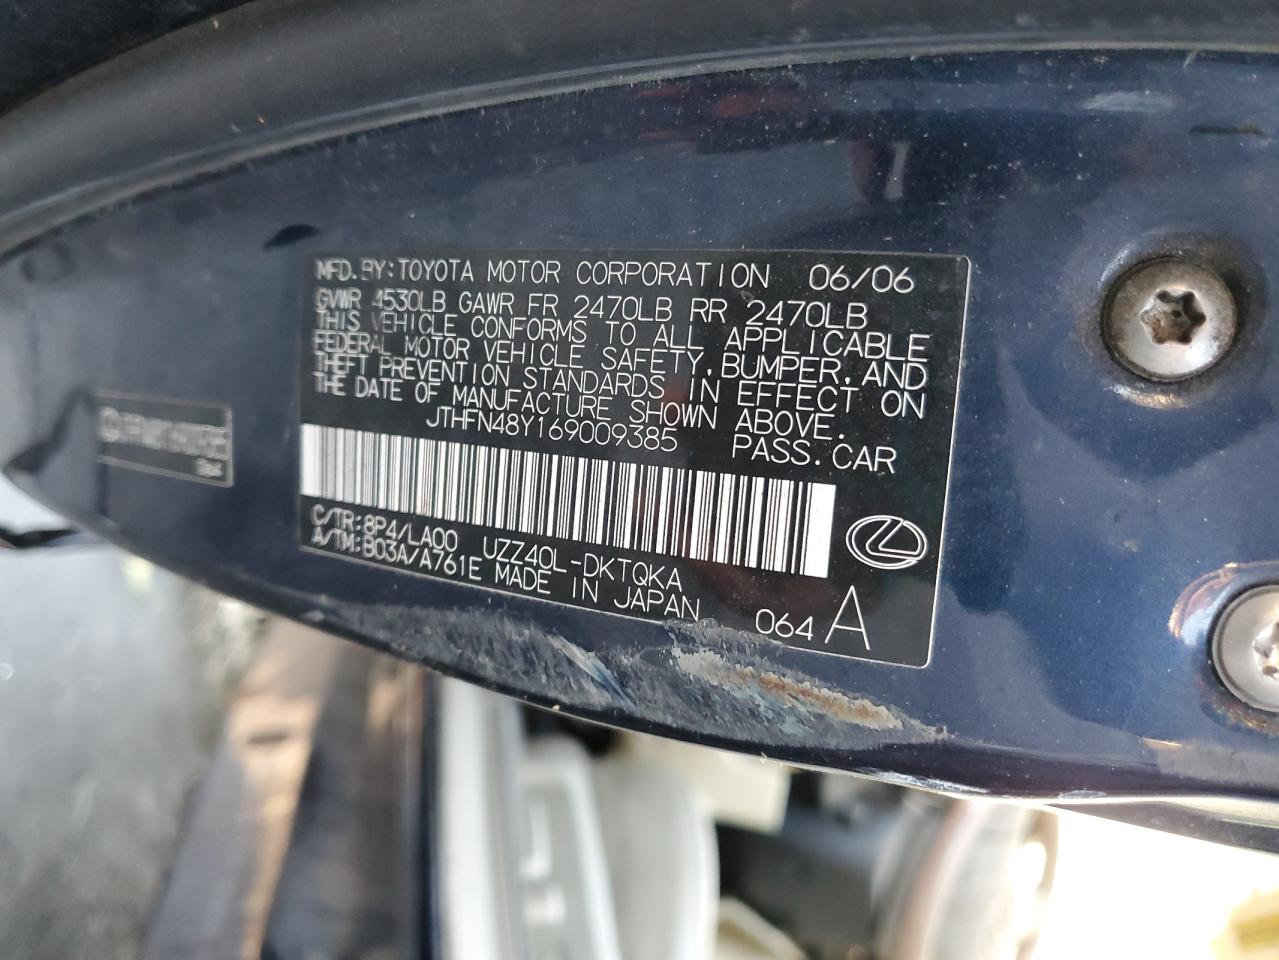 MFD. BY: TOYOTA MOTOR CORPORATION 06/06
GVWR 4530LB GAWR FR 2470LB RR 2470LB
THIS VEHICLE CONFORMS TO ALL APPLICABLE
FEDERAL MOTOR VEHICLE SAFETY, BUMPER, AND
THEFT PREVENTION STANDARDS IN EFFECT ON
THE DATE OF MANUFACTURE SHOWN ABOVE.
JTHFN48Y169009385 PASS. CAR
C/TR: 8P4/LA00 UZZ40L-DKTQKA
A/TM: B03A/A761E MADE IN JAPAN 064 A